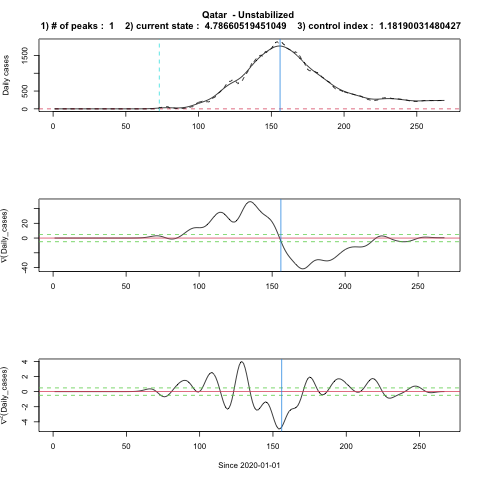 Qatar - Unstabilized
1) # of peaks : 1 2) current state : 4.78660519451049 3) control index : 1.18190031480427
Daily cases
0 500 1500
0 50 100 150 200 250
∇(Daily_cases)
-40 0 20
0 50 100 150 200 250
∇²(Daily_cases)
-4 -2 0 2 4
0 50 100 150 200 250
Since 2020-01-01